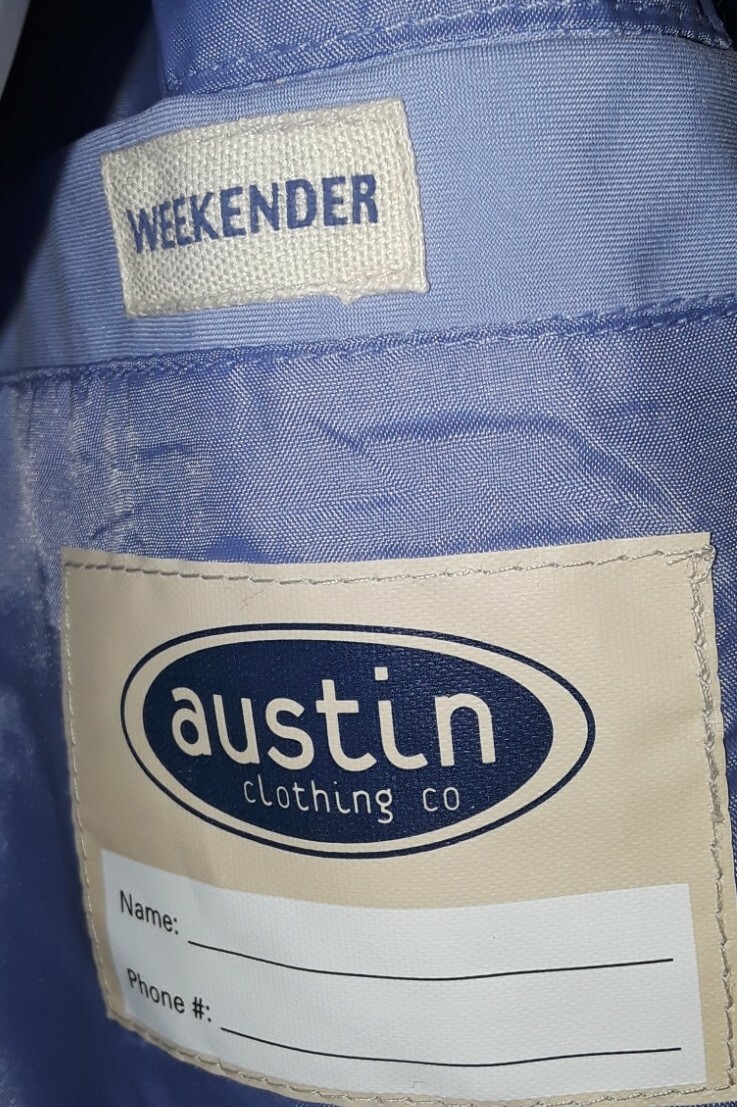 WEEKENDER
austin
clothing co
Name:
Phone #: